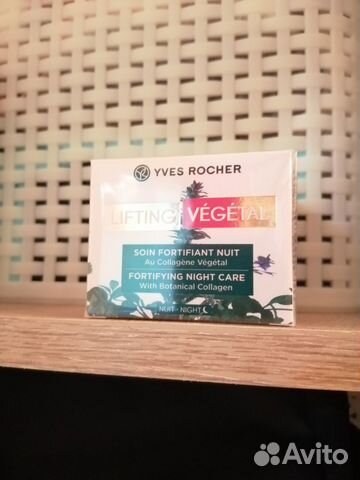 YVES ROCHER
LIFTING VÉGÉTAL
SOIN FORTIFIANT NUIT
Au Collagène Végétal
FORTIFYING NIGHT CARE
With Botanical Collagen
NUIT • NIGHT
Avito